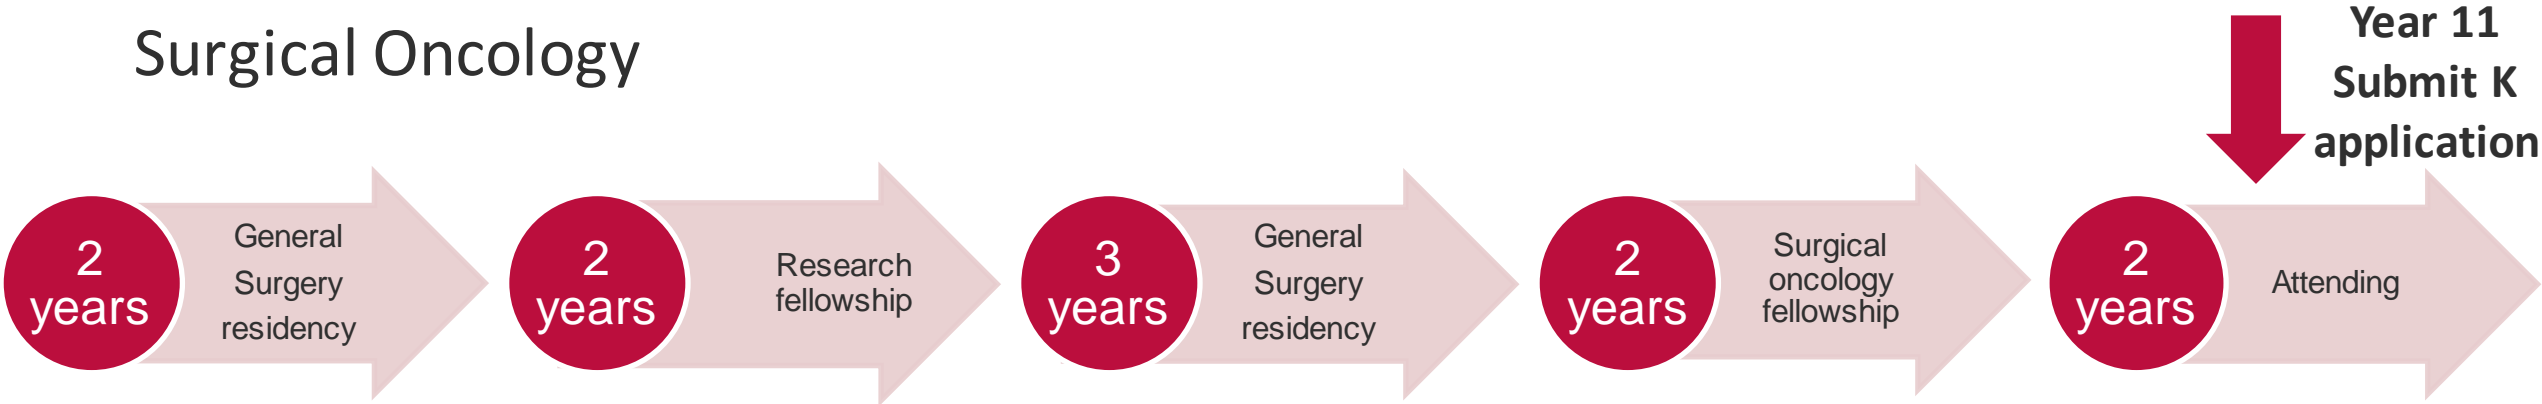 Surgical Oncology
Year 11
Submit K
application
2
years
General
Surgery
residency
2
years
Research
fellowship
3
years
General
Surgery
residency
2
years
Surgical
oncology
fellowship
2
years
Attending